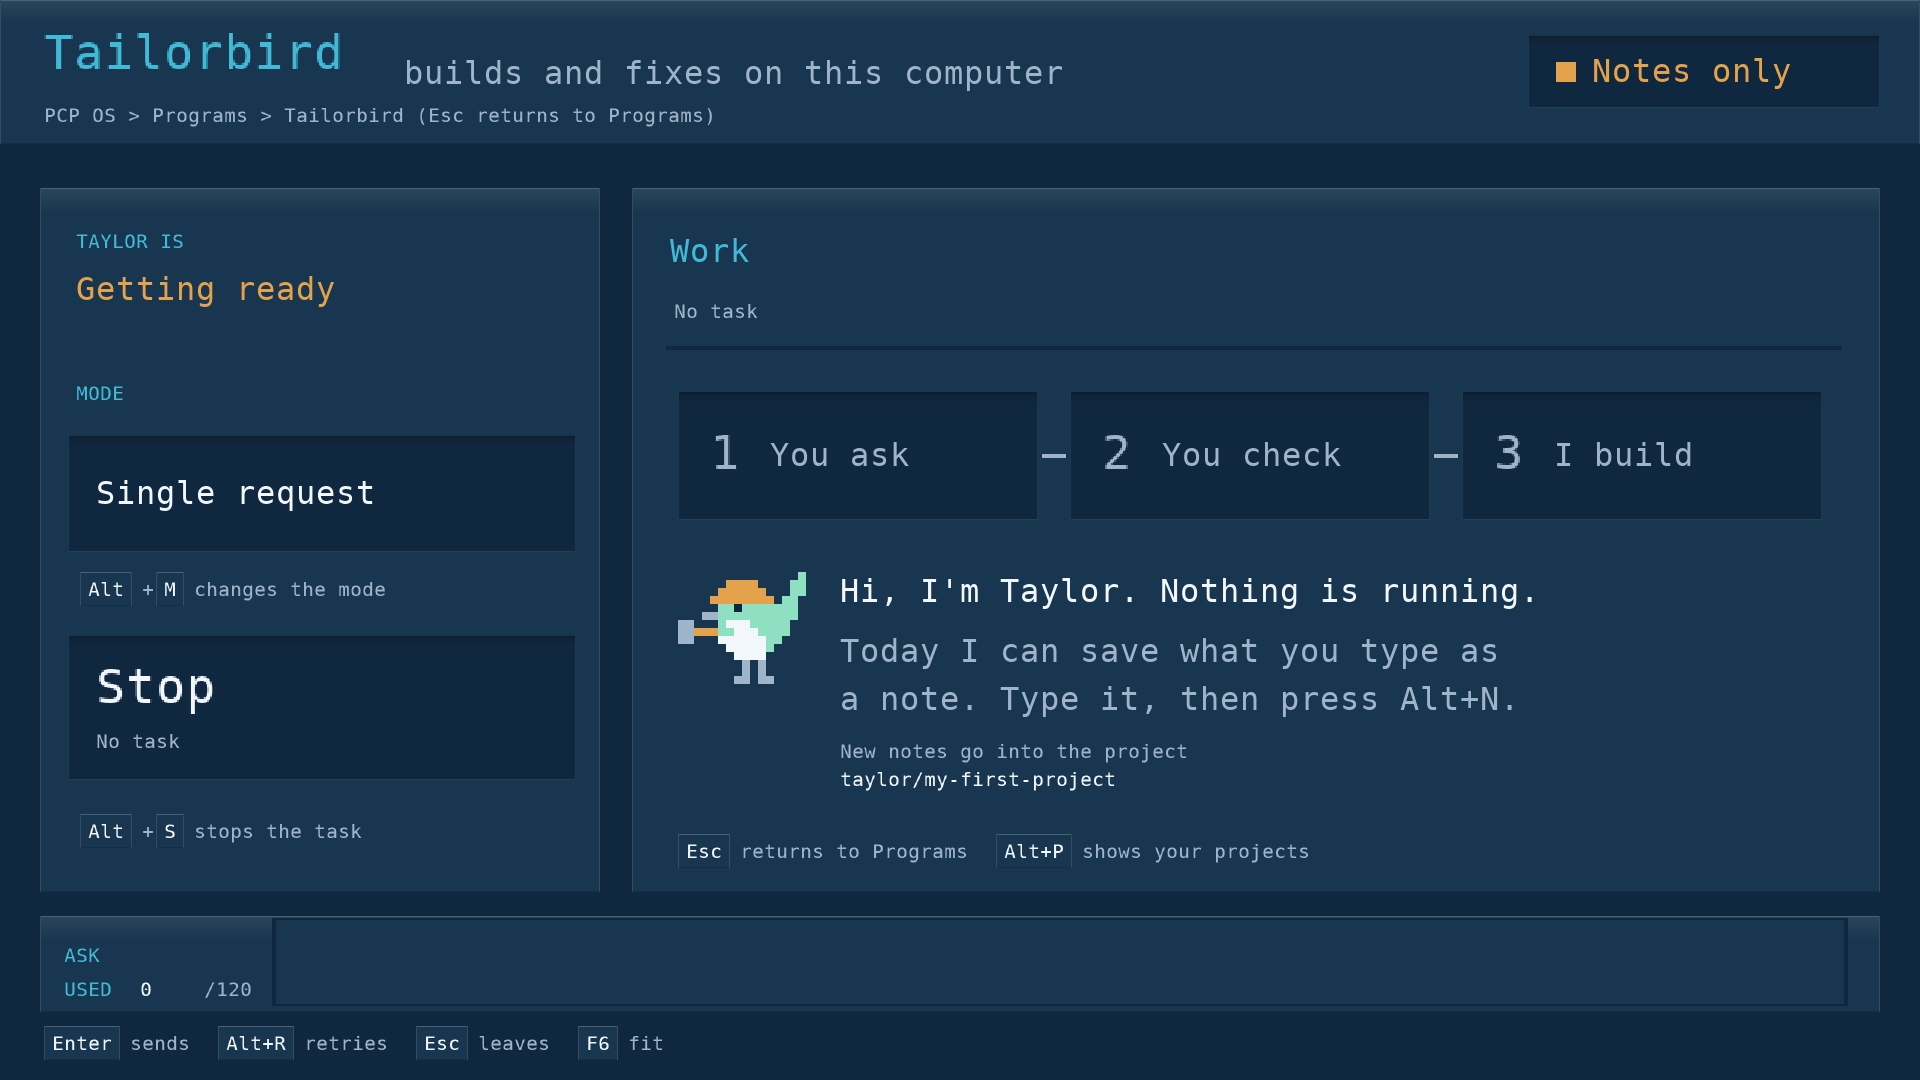 Tailorbird
builds and fixes on this computer
Notes only
PCP OS > Programs > Tailorbird (Esc returns to Programs)
TAYLOR IS
Getting ready
MODE
Single request
Alt + M changes the mode
Stop
No task
Alt + S stops the task
Work
No task
1 You ask
2 You check
3 I build
Hi, I'm Taylor. Nothing is running.
Today I can save what you type as
a note. Type it, then press Alt+N.
New notes go into the project
taylor/my-first-project
Esc returns to Programs Alt+P shows your projects
ASK
USED 0 /120
Enter sends Alt+R retries Esc leaves F6 fit